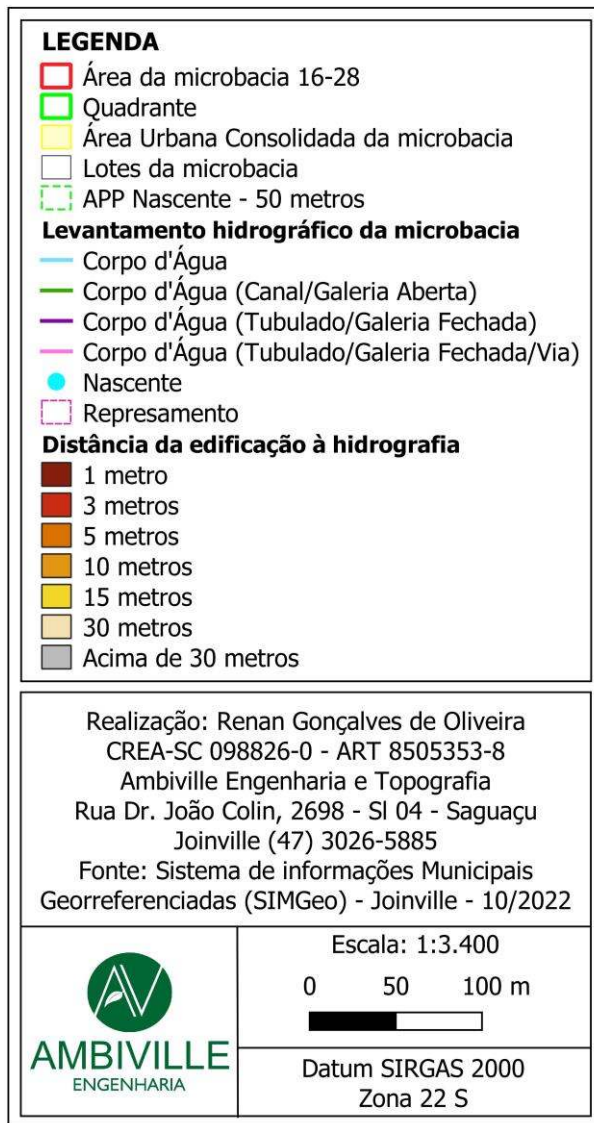 LEGENDA
Área da microbacia 16-28
Quadrante
Área Urbana Consolidada da microbacia
Lotes da microbacia
APP Nascente - 50 metros
Levantamento hidrográfico da microbacia
Corpo d'Água
Corpo d'Água (Canal/Galeria Aberta)
Corpo d'Água (Tubulado/Galeria Fechada)
Corpo d'Água (Tubulado/Galeria Fechada/Via)
Nascente
Represamento
Distância da edificação à hidrografia
1 metro
3 metros
5 metros
10 metros
15 metros
30 metros
Acima de 30 metros
Realização: Renan Gonçalves de Oliveira
CREA-SC 098826-0 - ART 8505353-8
Ambiville Engenharia e Topografia
Rua Dr. João Colin, 2698 - Sl 04 - Saguaçu
Joinville (47) 3026-5885
Fonte: Sistema de informações Municipais
Georreferenciadas (SIMGeo) - Joinville - 10/2022
AV
AMBIVILLE
ENGENHARIA
Escala: 1:3.400
0 50 100 m
Datum SIRGAS 2000
Zona 22 S